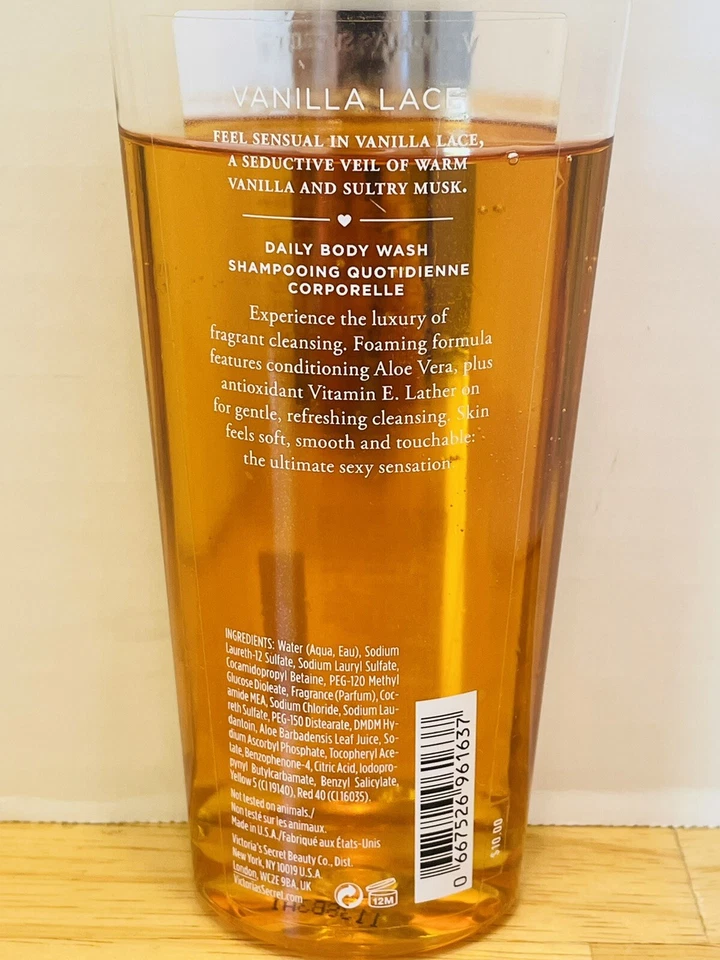 VANILLA LACE
FEEL SENSUAL IN VANILLA LACE,
A SEDUCTIVE VEIL OF WARM
VANILLA AND SULTRY MUSK.
DAILY BODY WASH
SHAMPOOING QUOTIDIENNE
CORPORELLE
Experience the luxury of
fragrant cleansing. Foaming formula
features conditioning Aloe Vera, plus
antioxidant Vitamin E. Lather on
for gentle, refreshing cleansing. Skin
feels soft, smooth and touchable:
the ultimate sexy sensation
INGREDIENTS: Water (Aqua, Eau), Sodium
Laureth-12 Sulfate, Sodium Lauryl Sulfate,
Cocamidopropyl Betaine, PEG-120 Methyl
Glucose Dioleate, Fragrance (Parfum), Coc-
amide MEA, Sodium Chloride, Sodium Lau-
reth Sulfate, PEG-150 Distearate, DMDM Hy-
dantoin, Aloe Barbadensis Leaf Juice, So-
dium Ascorbyl Phosphate, Tocopheryl Ace-
tate, Benzophenone-4, Citric Acid, Iodopro-
pynyl Butylcarbamate, Benzyl Salicylate,
Yellow 5 (CI 19140), Red 40 (CI 16035).
Not tested on animals./
Non testé sur les animaux.
Made in U.S.A./Fabriqué aux États-Unis
Victoria's Secret Beauty Co., Dist.
New York, NY 10019 U.S.A.
London, WC2F 9BA, UK
VictoriasSecret.com
12M
0 667526 961637
$10.00